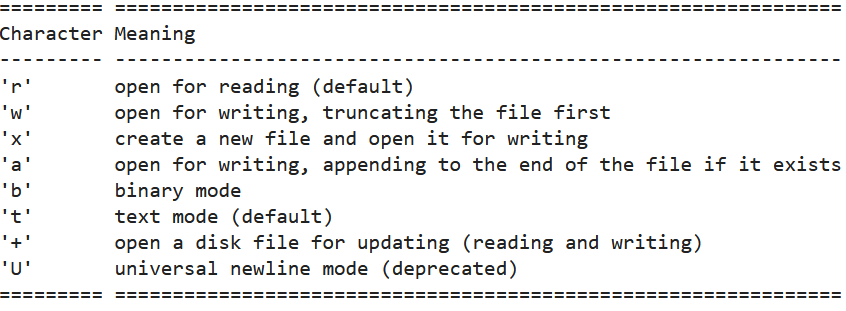 ========= ===============================================================
Character Meaning
--------- ---------------------------------------------------------------
'r'       open for reading (default)
'w'       open for writing, truncating the file first
'x'       create a new file and open it for writing
'a'       open for writing, appending to the end of the file if it exists
'b'       binary mode
't'       text mode (default)
'+'       open a disk file for updating (reading and writing)
'U'       universal newline mode (deprecated)
========= ===============================================================